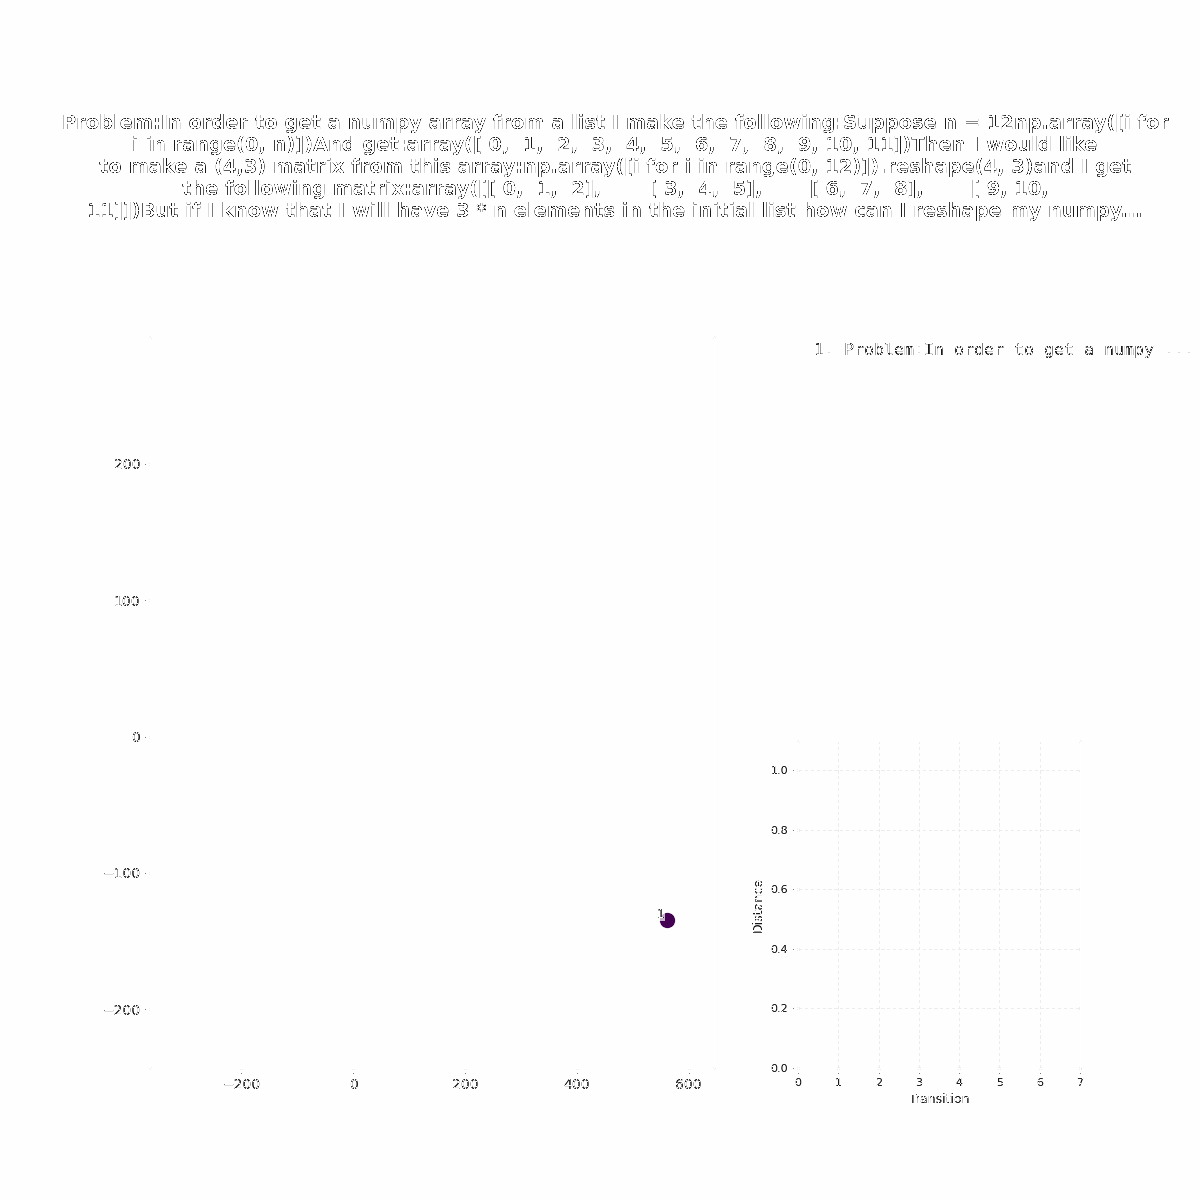 Problem:In order to get a numpy array from a list I make the following:Suppose n = 12np.array([i for
i in range(0, n)])And get:array([ 0,  1,  2,  3,  4,  5,  6,  7,  8,  9, 10, 11])Then I would like
to make a (4,3) matrix from this array:np.array([i for i in range(0, 12)]).reshape(4, 3)and I get
the following matrix:array([[ 0,  1,  2],       [ 3,  4,  5],       [ 6,  7,  8],       [ 9, 10,
11]])But if I know that I will have 3 * n elements in the initial list how can I reshape my numpy...
1. Problem:In order to get a numpy ...
200
100
0
−100
−200
1
−200 0 200 400 600
1.0
0.8
0.6
0.4
0.2
0.0
Distance
0 1 2 3 4 5 6 7
Transition